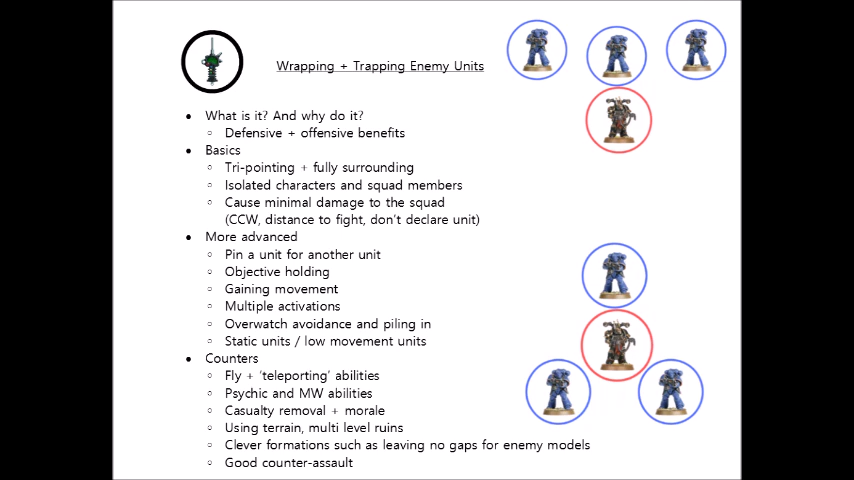 Wrapping + Trapping Enemy Units
• What is it? And why do it?
◦ Defensive + offensive benefits
• Basics
◦ Tri-pointing + fully surrounding
◦ Isolated characters and squad members
◦ Cause minimal damage to the squad
(CCW, distance to fight, don't declare unit)
• More advanced
◦ Pin a unit for another unit
◦ Objective holding
◦ Gaining movement
◦ Multiple activations
◦ Overwatch avoidance and piling in
◦ Static units / low movement units
• Counters
◦ Fly + 'teleporting' abilities
◦ Psychic and MW abilities
◦ Casualty removal + morale
◦ Using terrain, multi level ruins
◦ Clever formations such as leaving no gaps for enemy models
◦ Good counter-assault